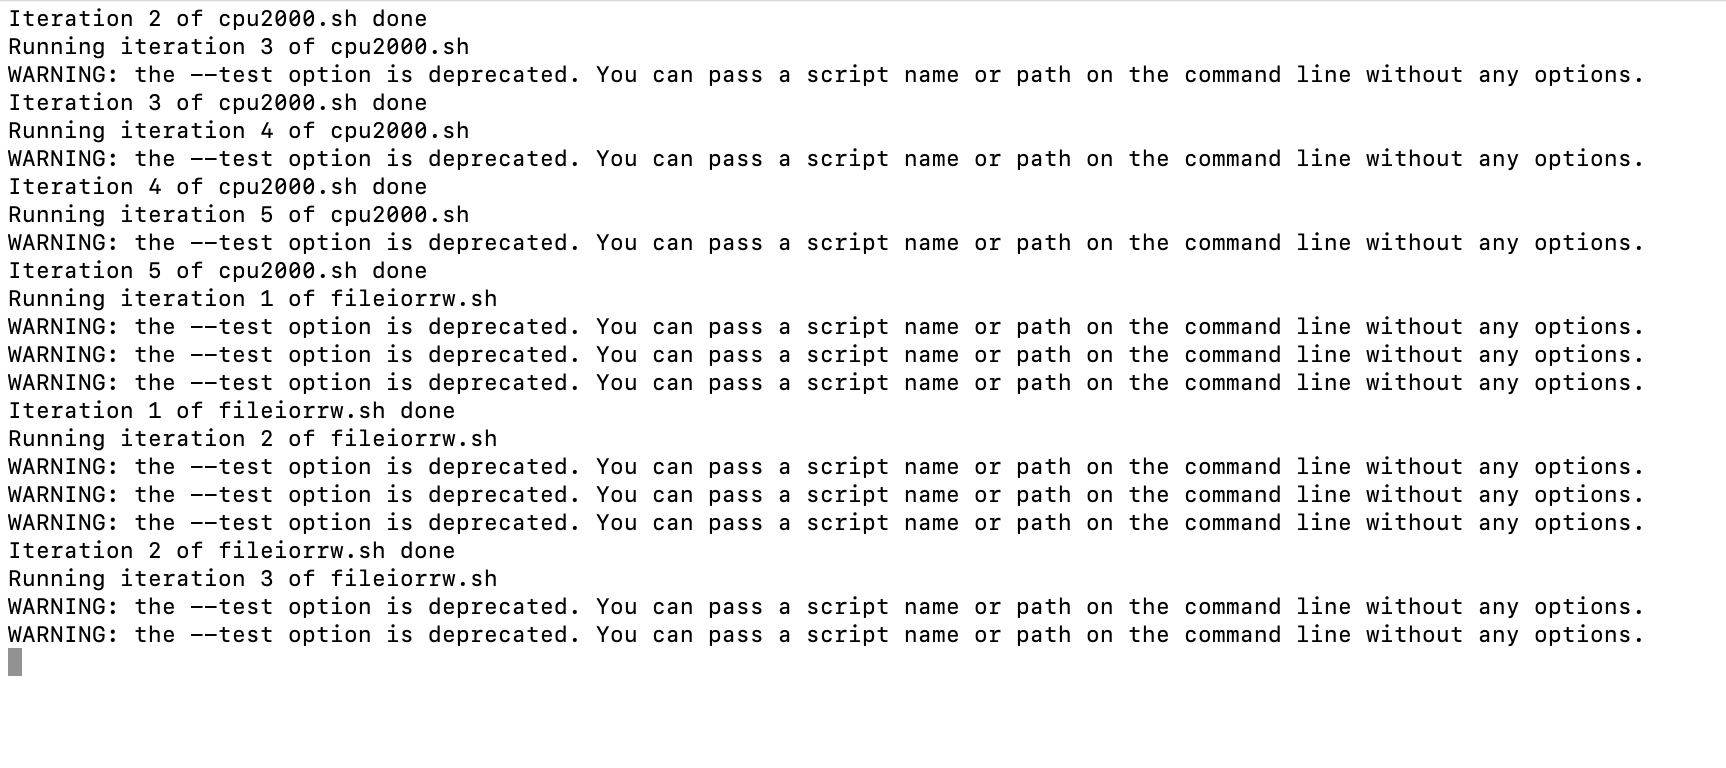 Iteration 2 of cpu2000.sh done
Running iteration 3 of cpu2000.sh
WARNING: the --test option is deprecated. You can pass a script name or path on the command line without any options.
Iteration 3 of cpu2000.sh done
Running iteration 4 of cpu2000.sh
WARNING: the --test option is deprecated. You can pass a script name or path on the command line without any options.
Iteration 4 of cpu2000.sh done
Running iteration 5 of cpu2000.sh
WARNING: the --test option is deprecated. You can pass a script name or path on the command line without any options.
Iteration 5 of cpu2000.sh done
Running iteration 1 of fileiorrw.sh
WARNING: the --test option is deprecated. You can pass a script name or path on the command line without any options.
WARNING: the --test option is deprecated. You can pass a script name or path on the command line without any options.
WARNING: the --test option is deprecated. You can pass a script name or path on the command line without any options.
Iteration 1 of fileiorrw.sh done
Running iteration 2 of fileiorrw.sh
WARNING: the --test option is deprecated. You can pass a script name or path on the command line without any options.
WARNING: the --test option is deprecated. You can pass a script name or path on the command line without any options.
WARNING: the --test option is deprecated. You can pass a script name or path on the command line without any options.
Iteration 2 of fileiorrw.sh done
Running iteration 3 of fileiorrw.sh
WARNING: the --test option is deprecated. You can pass a script name or path on the command line without any options.
WARNING: the --test option is deprecated. You can pass a script name or path on the command line without any options.